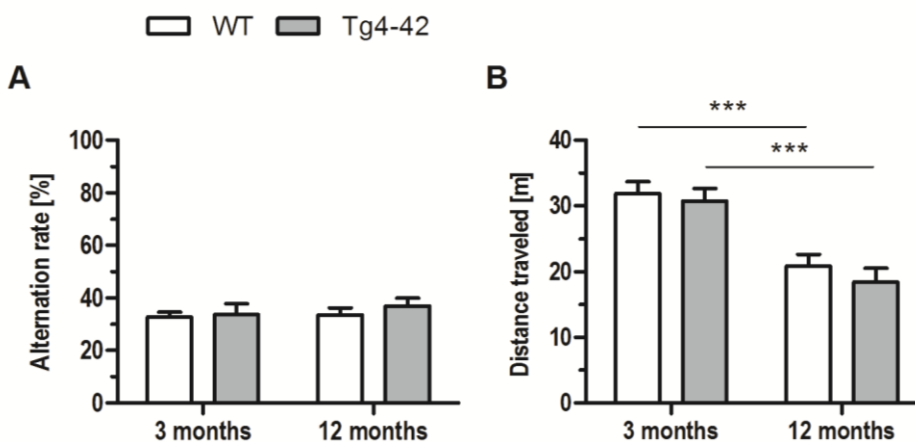 WT Tg4-42
A
Alternation rate [%]
100
80
60
40
20
0
3 months 12 months
B
Distance traveled [m]
***
***
40
30
20
10
0
3 months 12 months